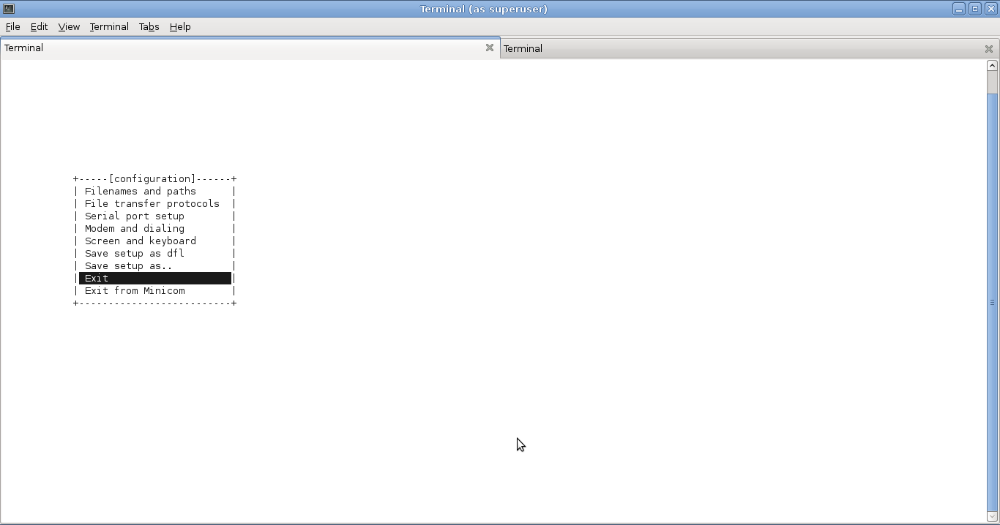 Terminal (as superuser)
File Edit View Terminal Tabs Help
Terminal Terminal
+-----[configuration]------+
| Filenames and paths      |
| File transfer protocols  |
| Serial port setup        |
| Modem and dialing        |
| Screen and keyboard      |
| Save setup as dfl        |
| Save setup as..          |
| Exit                     |
| Exit from Minicom        |
+--------------------------+